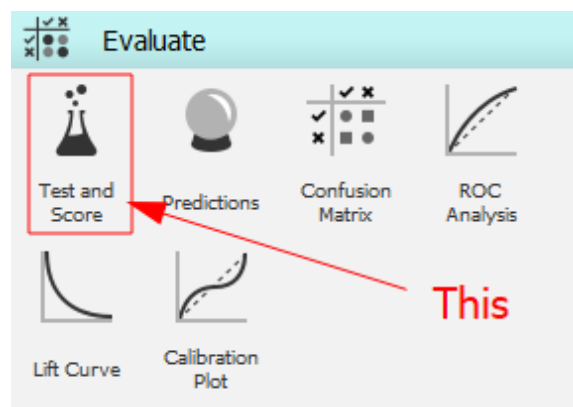 Evaluate
Test and
Score
Predictions
Confusion
Matrix
ROC
Analysis
This
Lift Curve
Calibration
Plot